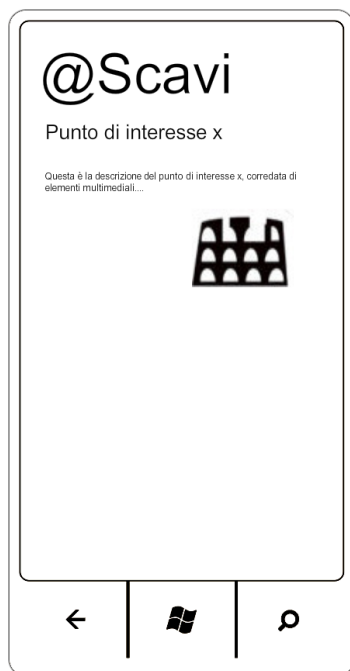 @Scavi
Punto di interesse x
Questa è la descrizione del punto di interesse x, corredata di
elementi multimediali....